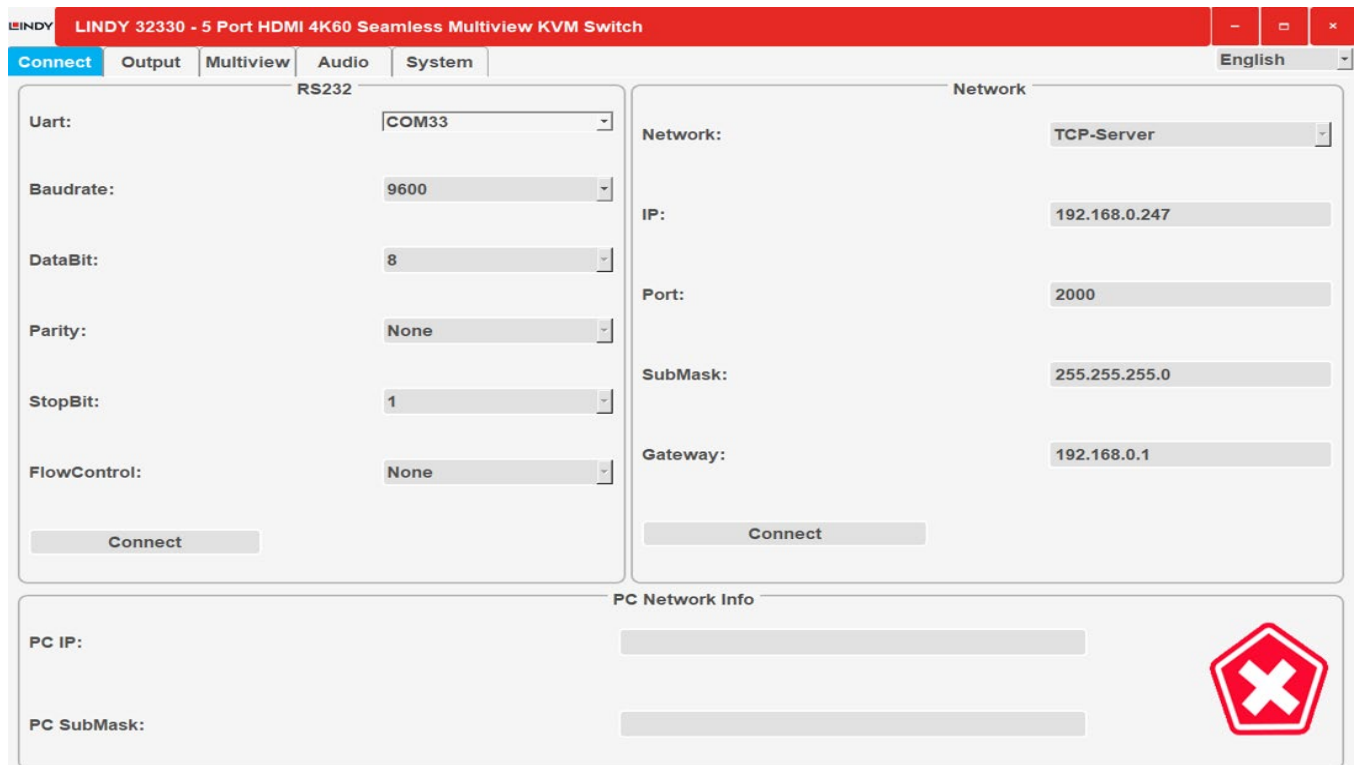 LINDY LINDY 32330 - 5 Port HDMI 4K60 Seamless Multiview KVM Switch
Connect Output Multiview Audio System English
RS232
Uart: COM33
Baudrate: 9600
DataBit: 8
Parity: None
StopBit: 1
FlowControl: None
Connect
Network
Network: TCP-Server
IP: 192.168.0.247
Port: 2000
SubMask: 255.255.255.0
Gateway: 192.168.0.1
Connect
PC Network Info
PC IP:
PC SubMask: